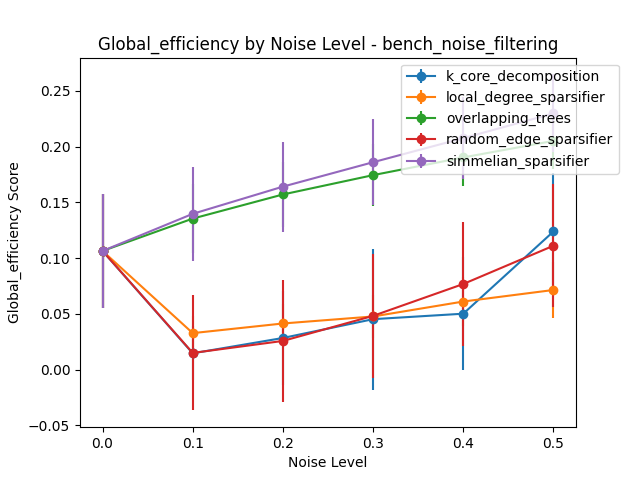 Global_efficiency by Noise Level - bench_noise_filtering
k_core_decomposition
local_degree_sparsifier
overlapping_trees
random_edge_sparsifier
simmelian_sparsifier
Global_efficiency Score
0.25
0.20
0.15
0.10
0.05
0.00
−0.05
0.0 0.1 0.2 0.3 0.4 0.5
Noise Level